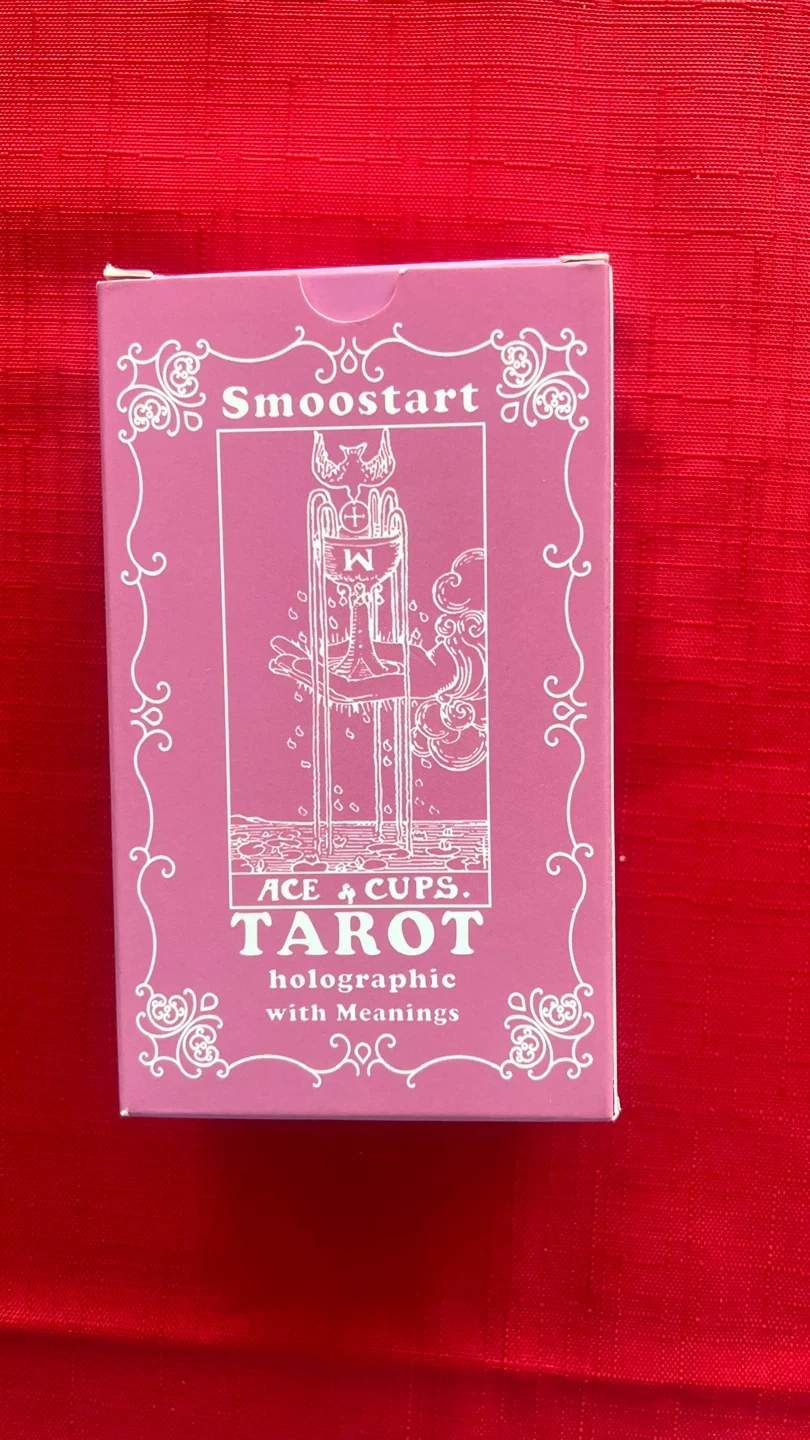 Smoostart
W
ACE of CUPS.
TAROT
holographic
with Meanings